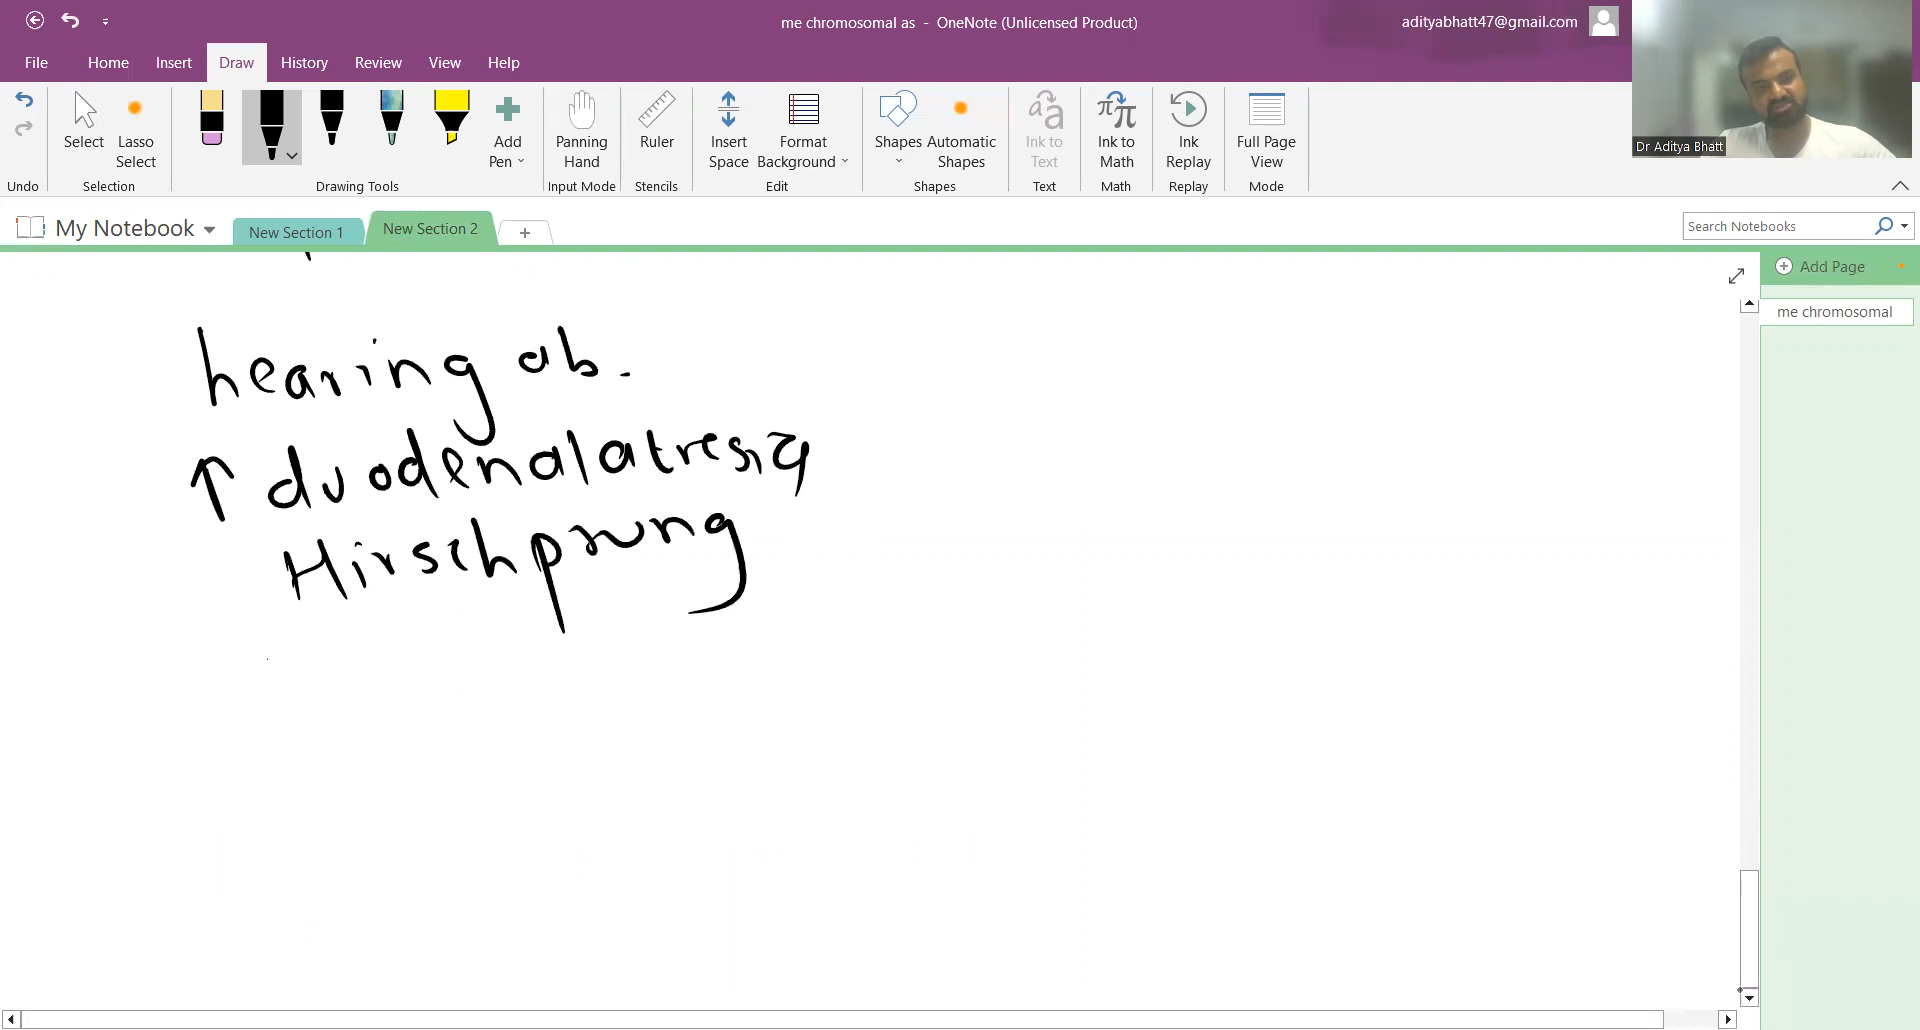 me chromosomal as - OneNote (Unlicensed Product)
adityabhatt47@gmail.com
File Home Insert Draw History Review View Help
Select
Lasso Select
Add Pen
Panning Hand
Ruler
Insert Space
Format Background
Shapes
Automatic Shapes
Ink to Text
Ink to Math
Ink Replay
Full Page View
Dr Aditya Bhatt
Undo Selection Drawing Tools Input Mode Stencils Edit Shapes Text Math Replay Mode
My Notebook New Section 1 New Section 2 +
Search Notebooks
Add Page
me chromosomal
hearing ab.
↑ duodenal atresia
Hirschprung